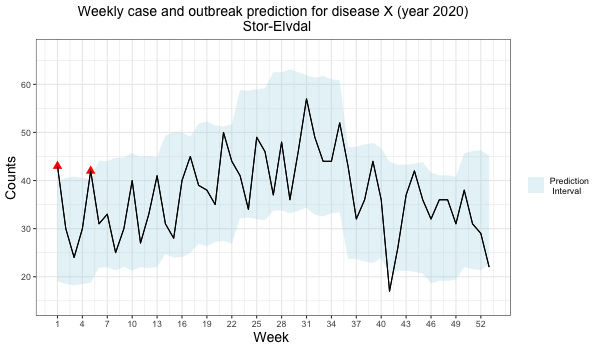 Weekly case and outbreak prediction for disease X (year 2020)
Stor-Elvdal
Counts
60
50
40
30
20
1 4 7 10 13 16 19 22 25 28 31 34 37 40 43 46 49 52
Week
Prediction
Interval